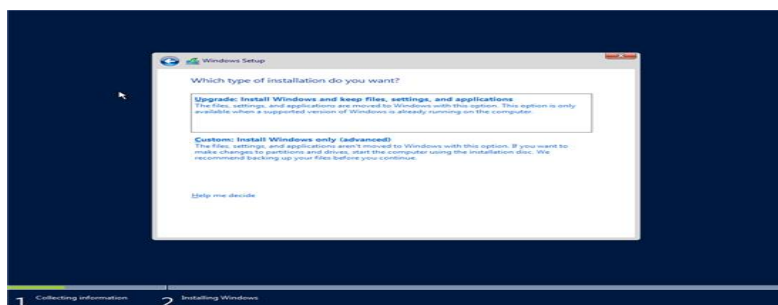 Windows Setup
Which type of installation do you want?
Upgrade: Install Windows and keep files, settings, and applications
The files, settings, and applications are moved to Windows with this option. This option is only
available when a supported version of Windows is already running on the computer.
Custom: Install Windows only (advanced)
The files, settings, and applications aren't moved to Windows with this option. If you want to
make changes to partitions and drives, start the computer using the installation disc. We
recommend backing up your files before you continue.
Help me decide
1 Collecting information 2 Installing Windows